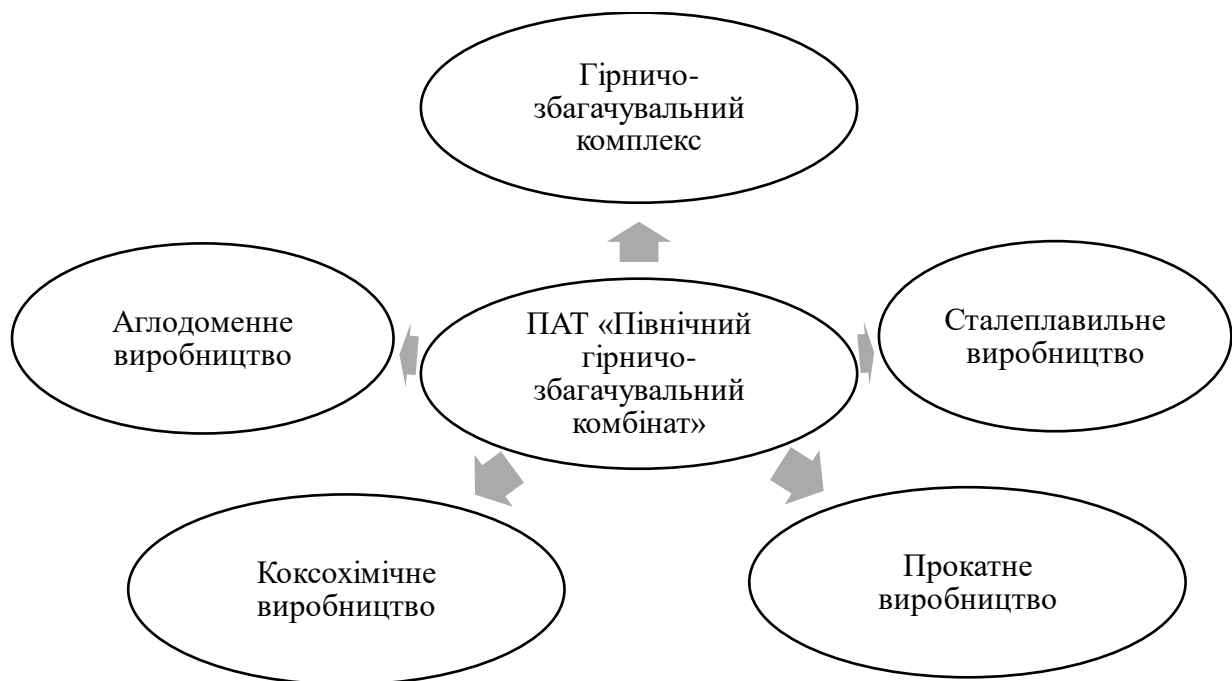 Гірничо-
збагачувальний
комплекс
Аглодоменне
виробництво
ПАТ «Північний
гірничо-
збагачувальний
комбінат»
Сталеплавильне
виробництво
Коксохімічне
виробництво
Прокатне
виробництво